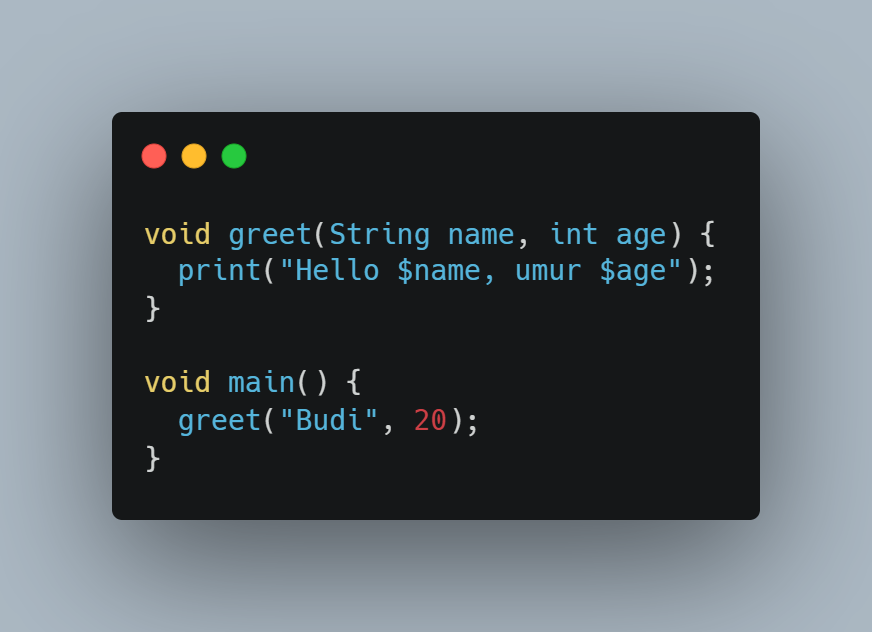 void greet(String name, int age) {
  print("Hello $name, umur $age");
}

void main() {
  greet("Budi", 20);
}